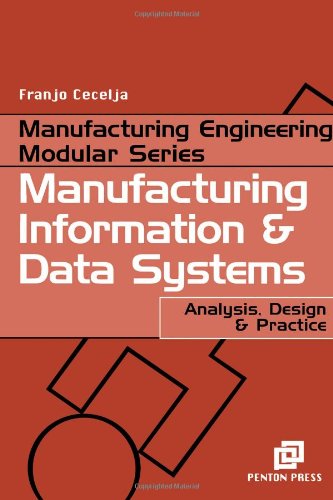 Franjo Cecelja
Manufacturing Engineering
Modular Series
Manufacturing
Information &
Data Systems
Analysis, Design
& Practice
PENTON PRESS